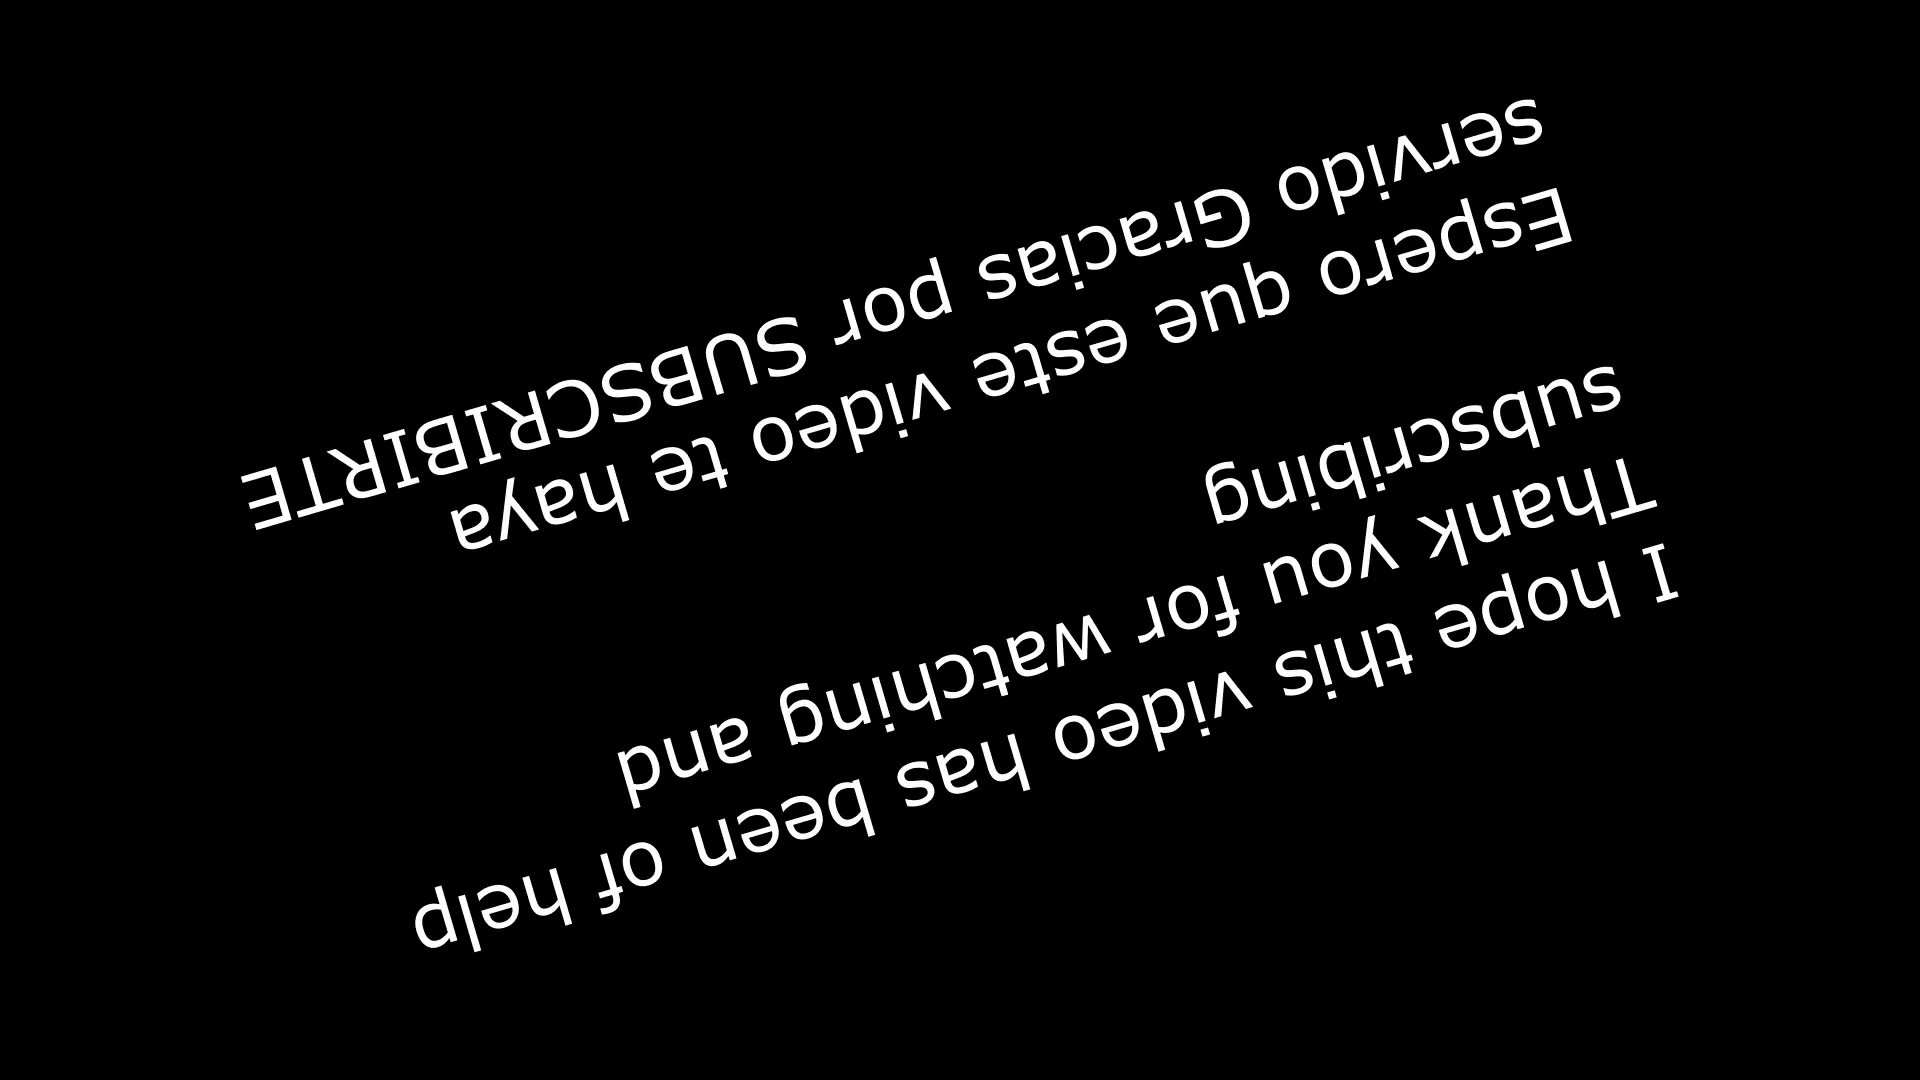 I hope this video has been of help
Thank you for watching and
subscribing
Espero que este video te haya
servido Gracias por SUBSCRIBIRTE